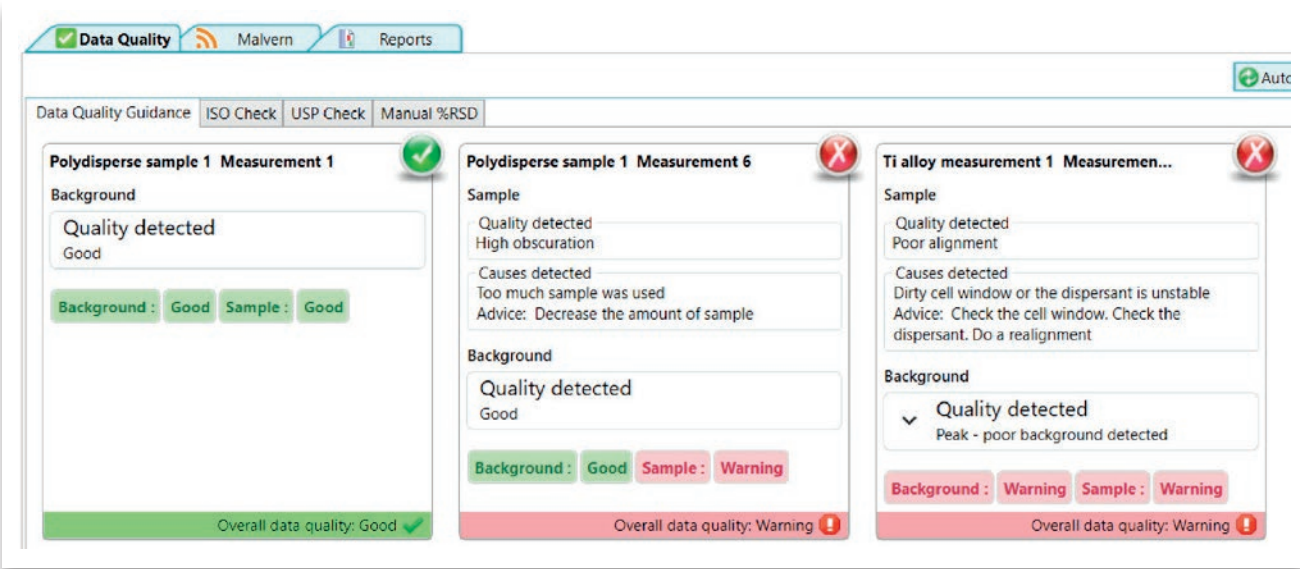 Data Quality
Malvern
Reports
Auto
Data Quality Guidance
ISO Check
USP Check
Manual %RSD
Polydisperse sample 1 Measurement 1
Background
Quality detected
Good
Background : Good Sample : Good
Overall data quality: Good
Polydisperse sample 1 Measurement 6
Sample
Quality detected
High obscuration
Causes detected
Too much sample was used
Advice: Decrease the amount of sample
Background
Quality detected
Good
Background : Good Sample : Warning
Overall data quality: Warning
Ti alloy measurement 1 Measuremen...
Sample
Quality detected
Poor alignment
Causes detected
Dirty cell window or the dispersant is unstable
Advice: Check the cell window. Check the
dispersant. Do a realignment
Background
Quality detected
Peak - poor background detected
Background : Warning Sample : Warning
Overall data quality: Warning